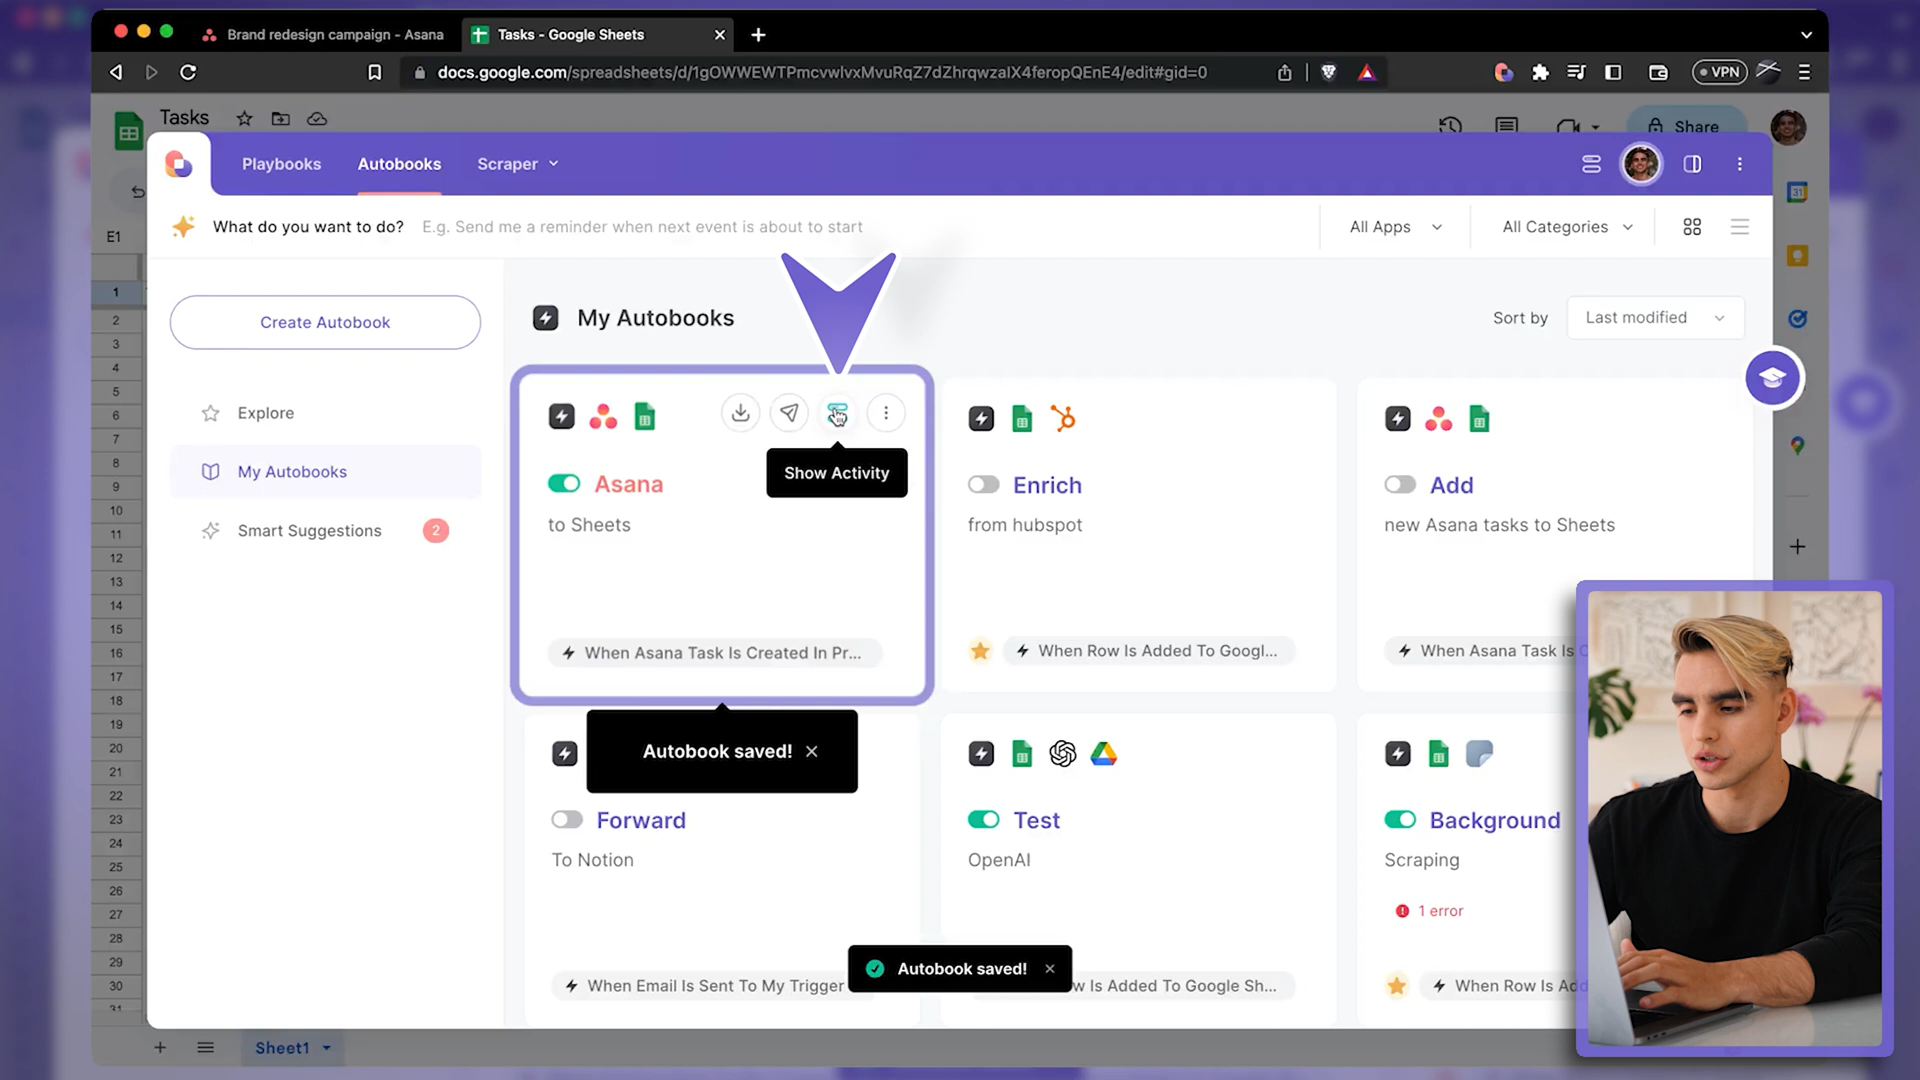 Brand redesign campaign - Asana
Tasks - Google Sheets
docs.google.com/spreadsheets/d/1gOWWEWTPmcvwlvxMvuRqZ7dZhrqwzaIX4feropQEnE4/edit#gid=0
VPN
Tasks
Share
Playbooks
Autobooks
Scraper
What do you want to do?
E.g. Send me a reminder when next event is about to start
All Apps
All Categories
E1
Create Autobook
Explore
My Autobooks
Smart Suggestions
2
My Autobooks
Sort by
Last modified
Show Activity
Asana
to Sheets
When Asana Task Is Created In Pr...
Enrich
from hubspot
When Row Is Added To Googl...
Add
new Asana tasks to Sheets
When Asana Task Is
Autobook saved!
Forward
To Notion
When Email Is Sent To My Trigger
Test
OpenAI
w Is Added To Google Sh...
Background
Scraping
1 error
When Row Is Add
Autobook saved!
1
2
3
4
5
6
7
8
9
10
11
12
13
14
15
16
17
18
19
20
21
22
23
24
25
26
27
28
29
30
31
31
Sheet1